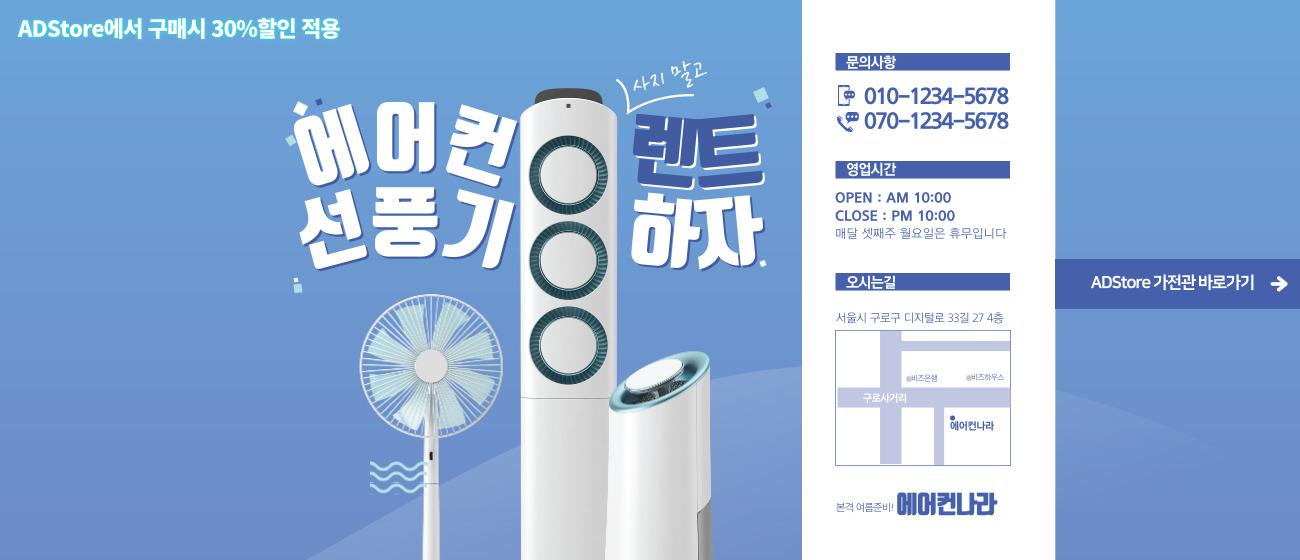 ADStore에서 구매시 30%할인 적용
사지 말고
에어컨 렌트
선풍기 하자
문의사항
010-1234-5678
070-1234-5678
영업시간
OPEN : AM 10:00
CLOSE : PM 10:00
매달 셋째주 월요일은 휴무입니다
오시는길
서울시 구로구 디지털로 33길 27 4층
비즈은행
비즈하우스
구로사거리
에어컨나라
본격 여름준비! 에어컨나라
ADStore 가전관 바로가기